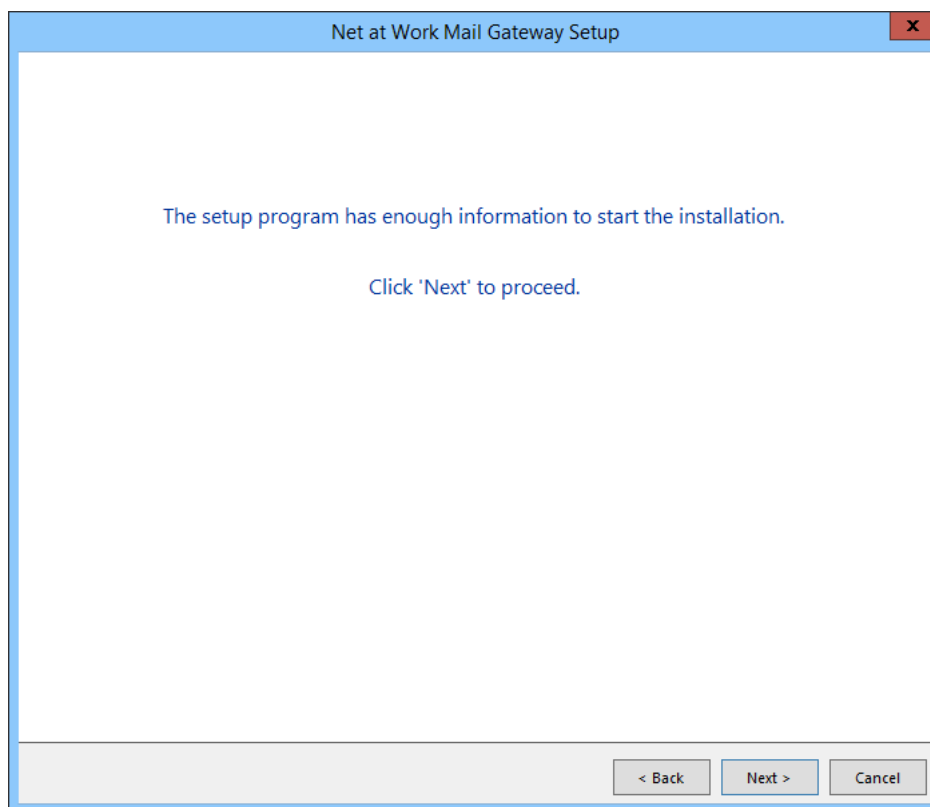 Net at Work Mail Gateway Setup
x
The setup program has enough information to start the installation.
Click 'Next' to proceed.
< Back
Next >
Cancel